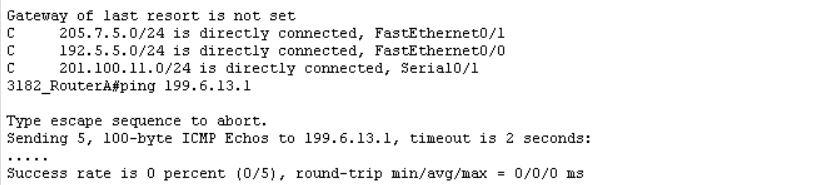 Gateway of last resort is not set
C     205.7.5.0/24 is directly connected, FastEthernet0/1
C     192.5.5.0/24 is directly connected, FastEthernet0/0
C     201.100.11.0/24 is directly connected, Serial0/1
3182_RouterA#ping 199.6.13.1
Type escape sequence to abort.
Sending 5, 100-byte ICMP Echos to 199.6.13.1, timeout is 2 seconds:
.....
Success rate is 0 percent (0/5), round-trip min/avg/max = 0/0/0 ms